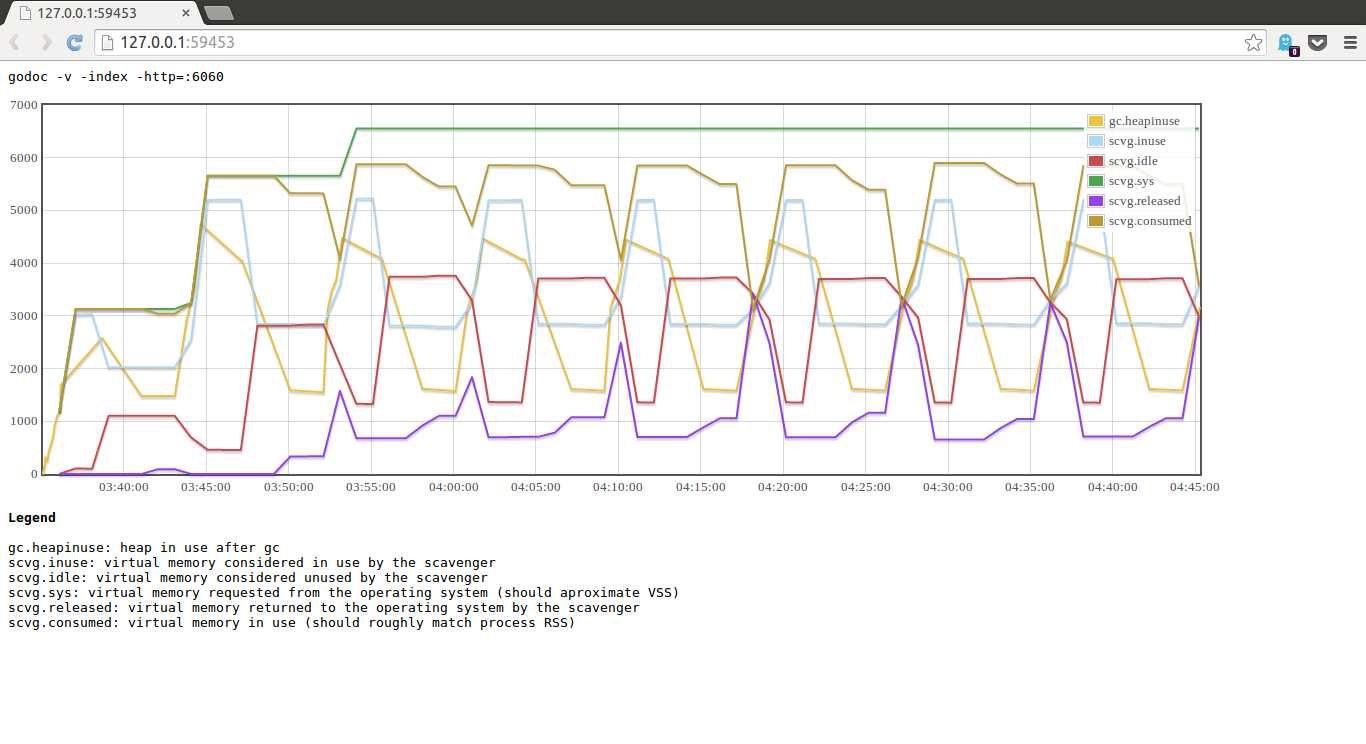 127.0.0.1:59453
127.0.0.1:59453
0
godoc -v -index -http=:6060
7000
6000
5000
4000
3000
2000
1000
0
gc.heapinuse
scvg.inuse
scvg.idle
scvg.sys
scvg.released
scvg.consumed
03:40:00 03:45:00 03:50:00 03:55:00 04:00:00 04:05:00 04:10:00 04:15:00 04:20:00 04:25:00 04:30:00 04:35:00 04:40:00 04:45:00
Legend
gc.heapinuse: heap in use after gc
scvg.inuse: virtual memory considered in use by the scavenger
scvg.idle: virtual memory considered unused by the scavenger
scvg.sys: virtual memory requested from the operating system (should aproximate VSS)
scvg.released: virtual memory returned to the operating system by the scavenger
scvg.consumed: virtual memory in use (should roughly match process RSS)